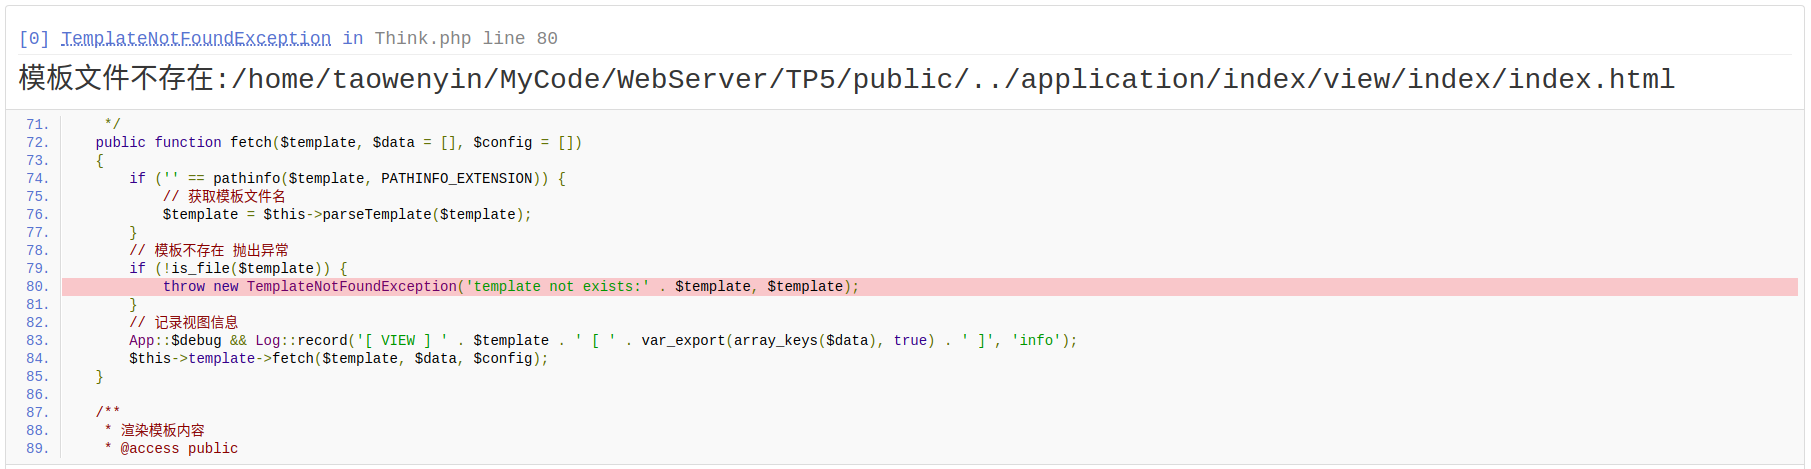 [0] TemplateNotFoundException in Think.php line 80
模板文件不存在:/home/taowenyin/MyCode/WebServer/TP5/public/../application/index/view/index/index.html
71.     */
72.    public function fetch($template, $data = [], $config = [])
73.    {
74.        if ('' == pathinfo($template, PATHINFO_EXTENSION)) {
75.            // 获取模板文件名
76.            $template = $this->parseTemplate($template);
77.        }
78.        // 模板不存在 抛出异常
79.        if (!is_file($template)) {
80.            throw new TemplateNotFoundException('template not exists:' . $template, $template);
81.        }
82.        // 记录视图信息
83.        App::$debug && Log::record('[ VIEW ] ' . $template . ' [ ' . var_export(array_keys($data), true) . ' ]', 'info');
84.        $this->template->fetch($template, $data, $config);
85.    }
86.
87.    /**
88.     * 渲染模板内容
89.     * @access public